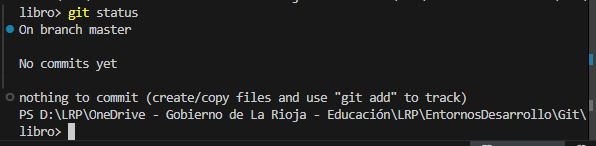 libro> git status
On branch master
No commits yet
nothing to commit (create/copy files and use "git add" to track)
PS D:\LRP\OneDrive - Gobierno de La Rioja - Educación\LRP\EntornosDesarrollo\Git\
libro>